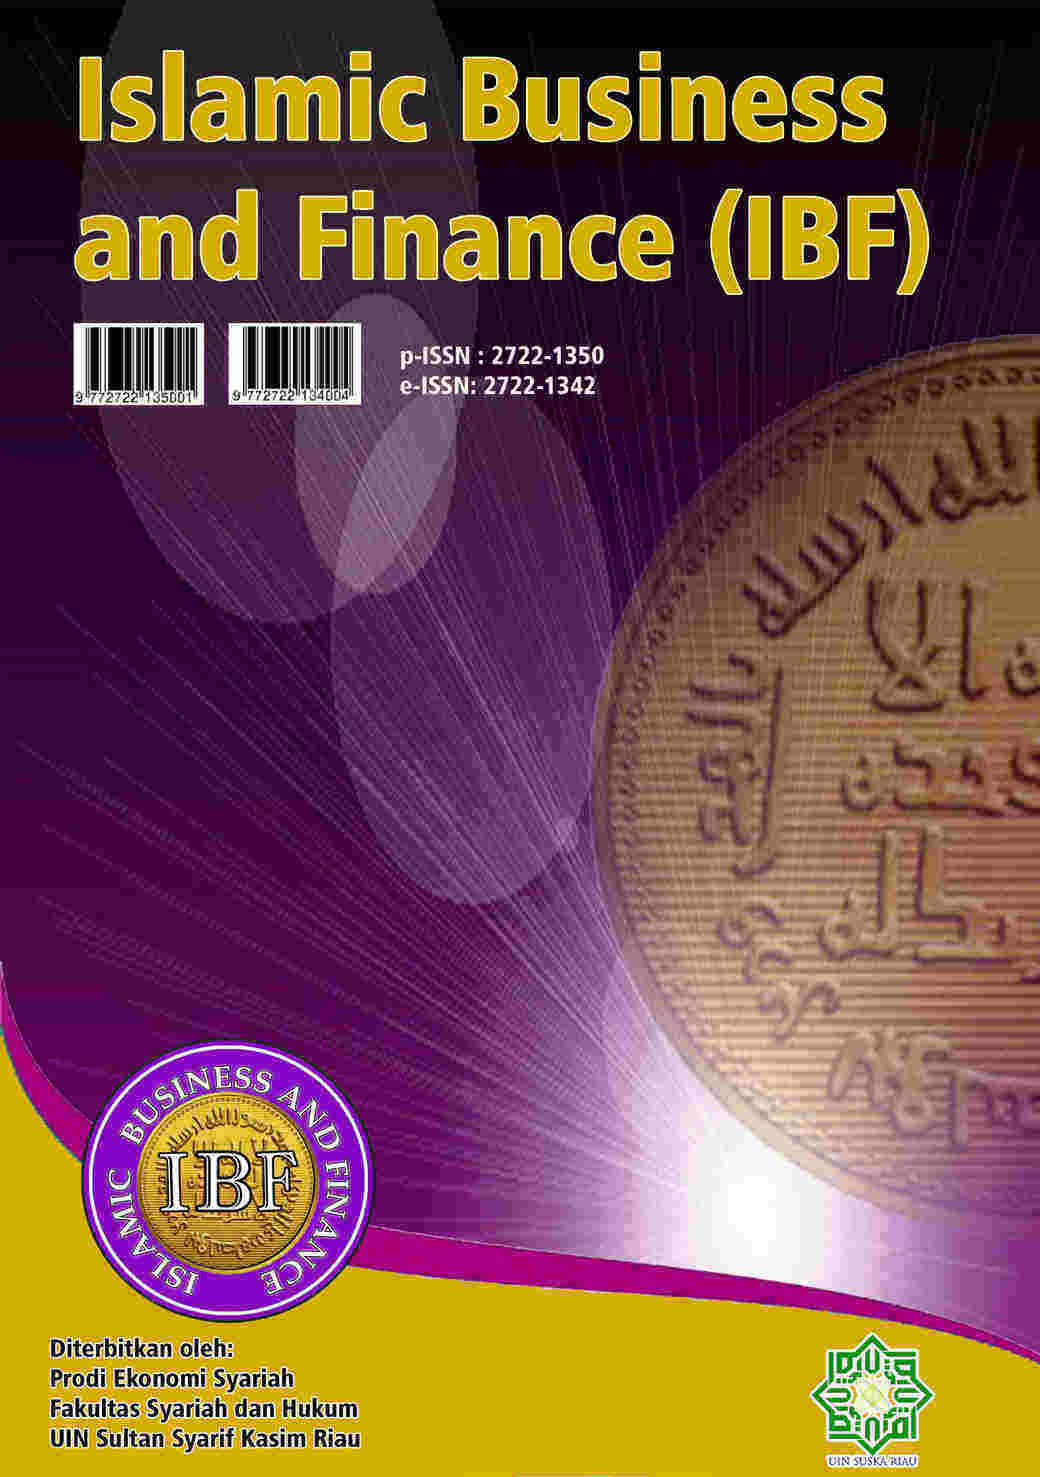 Islamic Business
and Finance (IBF)
9 772722 135001
9 772722 134004
p-ISSN : 2722-1350
e-ISSN: 2722-1342
ISLAMIC BUSINESS AND FINANCE
IBF
Diterbitkan oleh:
Prodi Ekonomi Syariah
Fakultas Syariah dan Hukum
UIN Sultan Syarif Kasim Riau
UIN SUSKA RIAU